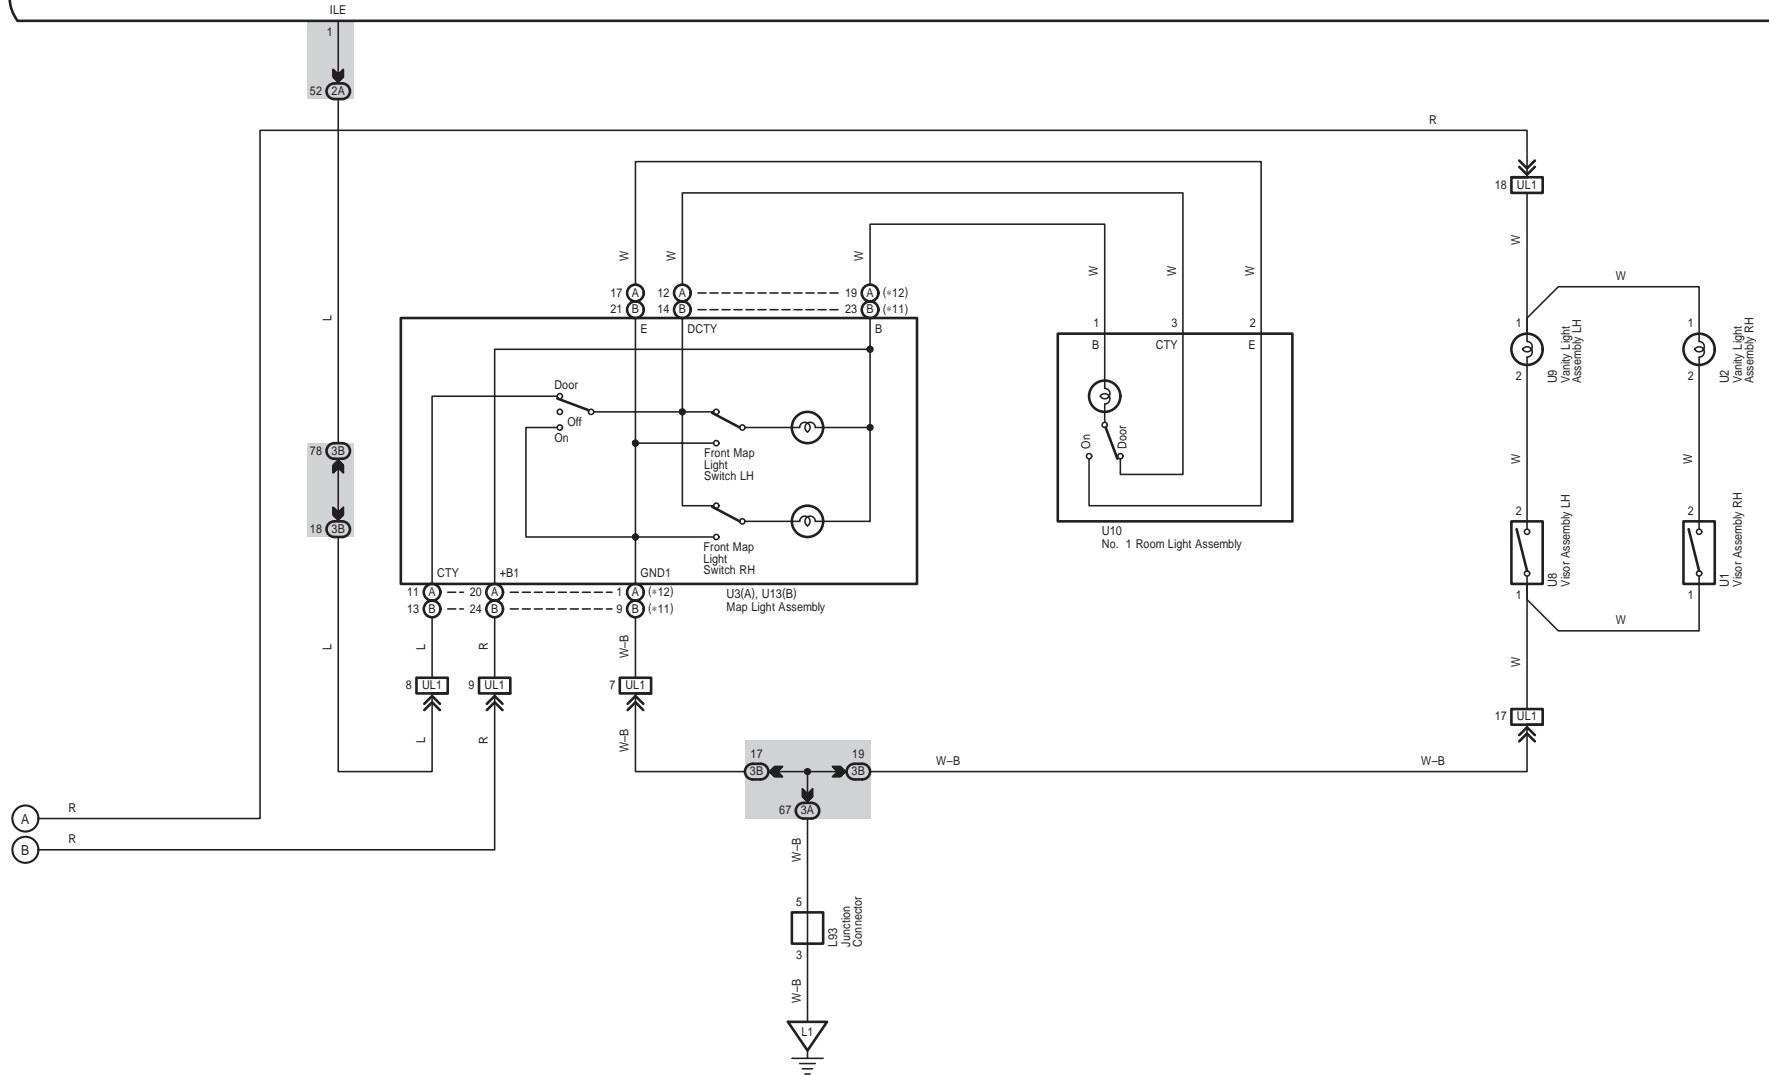 ILE
1
52 2A
R
18 UL1
W
W
W
W
L
W
W
W
W
17 A 12 A 19 A (*12)
21 B 14 B 23 B (*11)
E DCTY B
1 3 2
B CTY E
1 1
U9
Vanity Light
Assembly LH
U2
Vanity Light
Assembly RH
2 2
Door
Off
On
Front Map
Light
Switch LH
On
Door
78 3B
18 3B
W
W
2 2
U8
Visor Assembly LH
U1
Visor Assembly RH
1 1
U10
No. 1 Room Light Assembly
Front Map
Light
Switch RH
CTY +B1 GND1
11 A 20 A 1 A (*12)
13 B 24 B 9 B (*11)
U3(A), U13(B)
Map Light Assembly
W
L
L
R
W–B
W
8 UL1 9 UL1 7 UL1
17 UL1
L
R
W–B
17 19
3B 3B
W–B W–B
67 3A
A R
B R
W–B
5
L93
Junction
Connector
3
W–B
L1